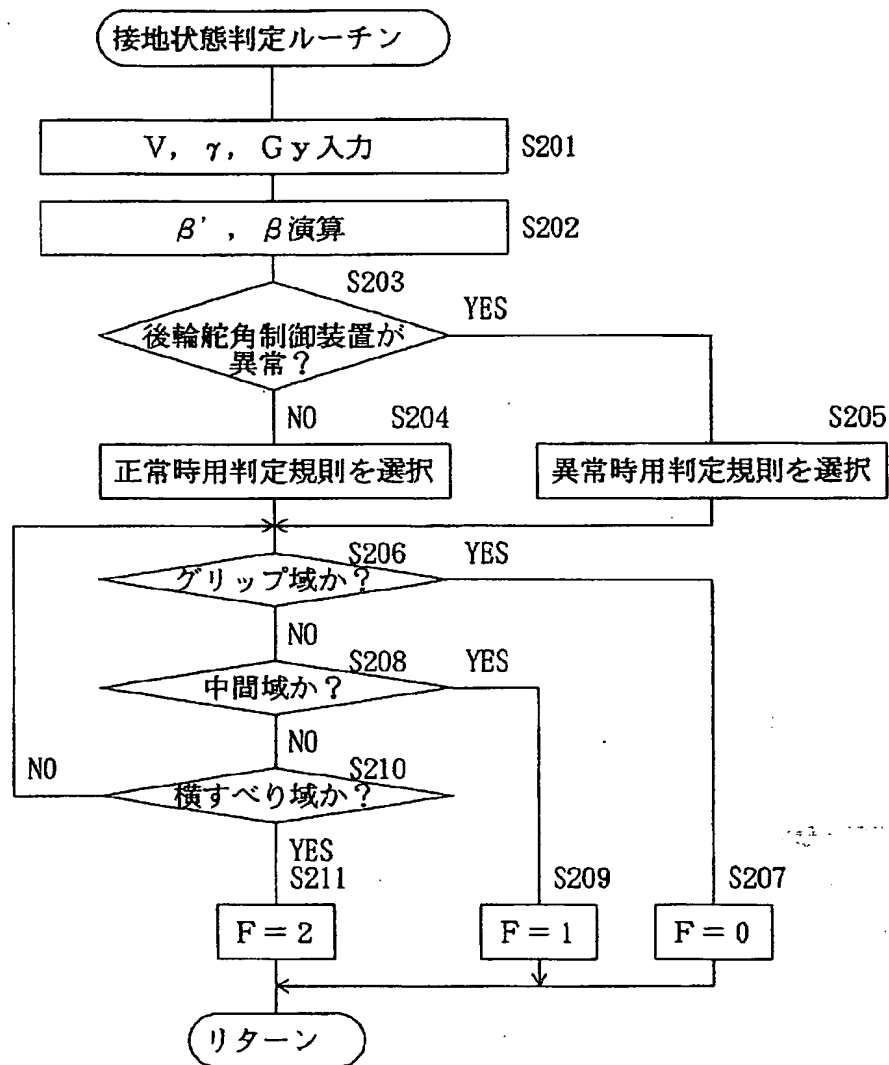 接地状態判定ルーチン
V, γ, Gy入力
S201
β', β演算
S202
S203
後輪舵角制御装置が
異常?
YES
NO
S204
S205
正常時用判定規則を選択
異常時用判定規則を選択
S206
YES
グリップ域か?
NO
S208
YES
中間域か?
NO
S210
NO
横すべり域か?
YES
S211
S209
S207
F=2
F=1
F=0
リターン